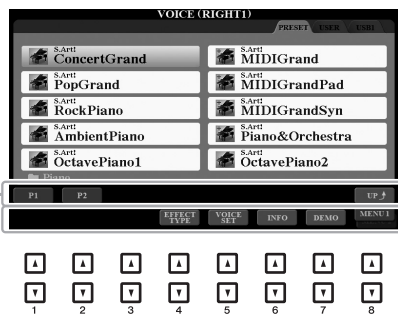 VOICE (RIGHT1)
PRESET USER USB1
S.Art! S.Art!
ConcertGrand MIDIGrand
S.Art! S.Art!
PopGrand MIDIGrandPad
S.Art! S.Art!
RockPiano MIDIGrandSyn
S.Art! S.Art!
AmbientPiano Piano&Orchestra
S.Art! S.Art!
OctavePiano1 OctavePiano2
Piano
P1 P2 UP
EFFECT TYPE VOICE SET INFO DEMO MENU 1
1 2 3 4 5 6 7 8